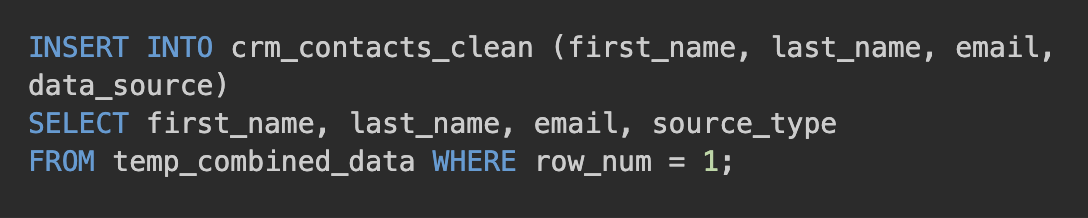 INSERT INTO crm_contacts_clean (first_name, last_name, email,
data_source)
SELECT first_name, last_name, email, source_type
FROM temp_combined_data WHERE row_num = 1;